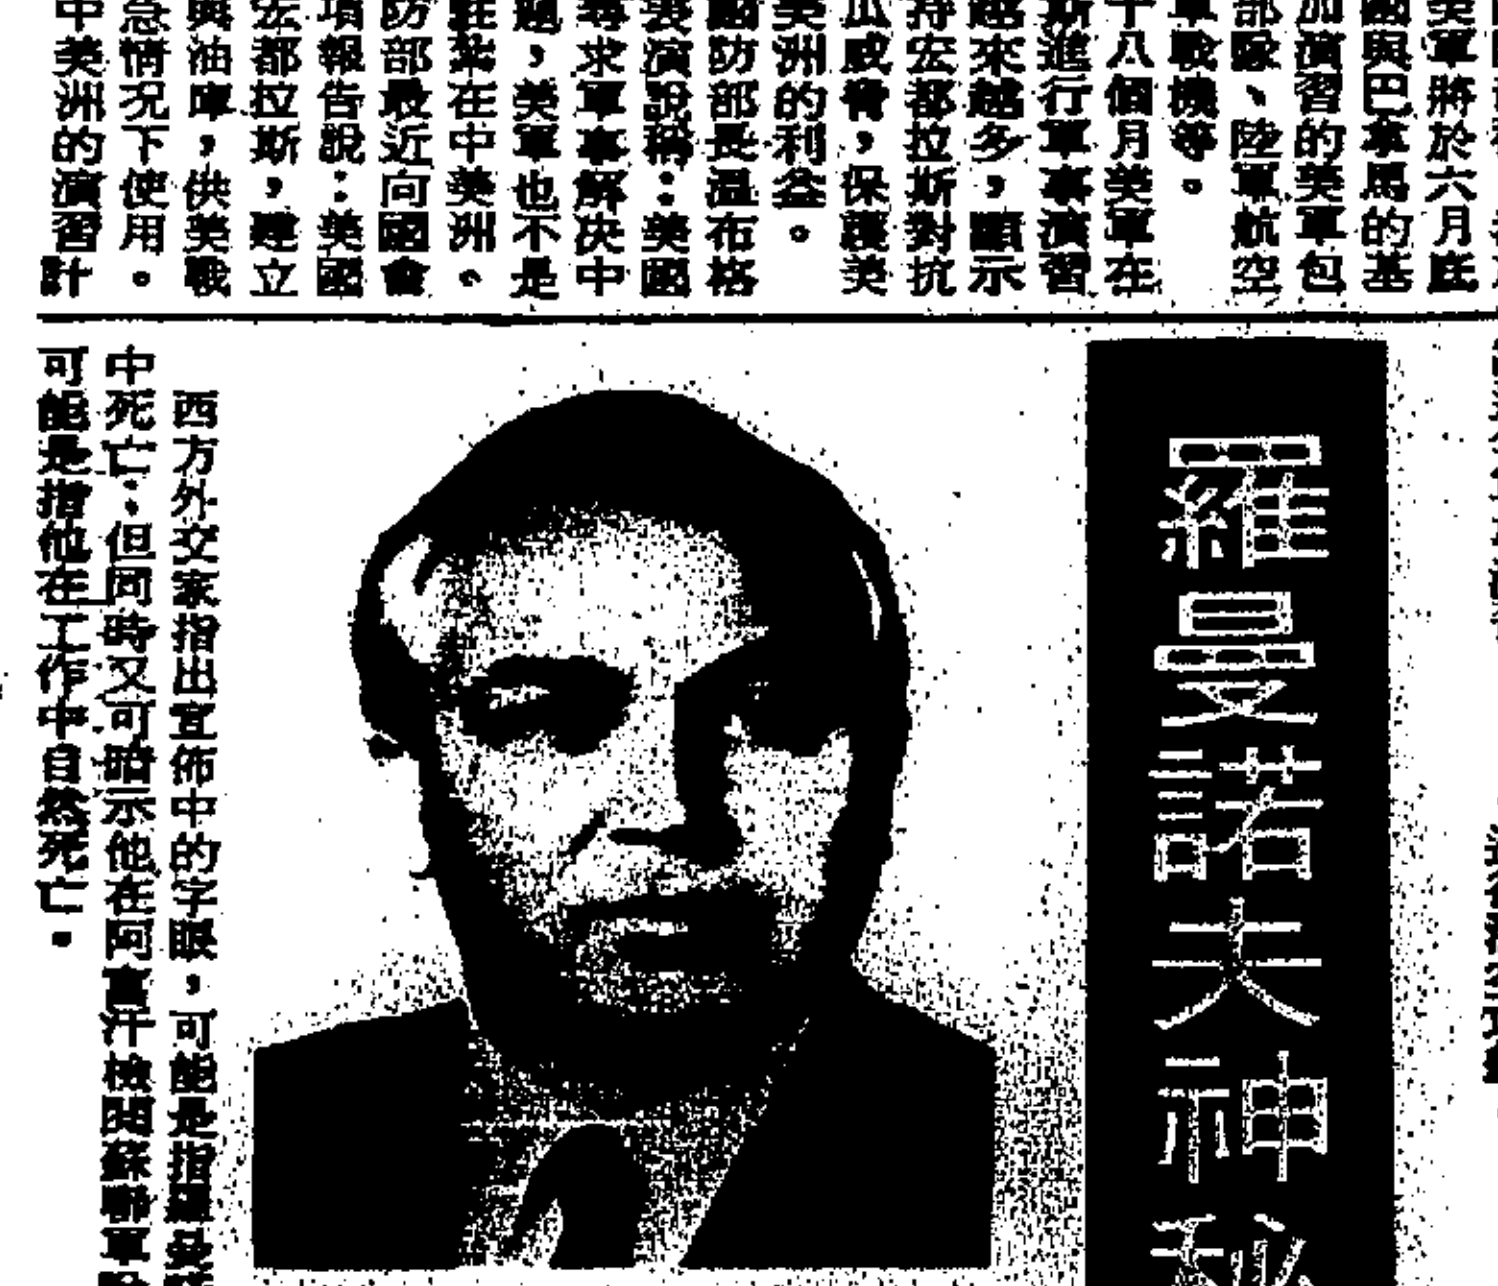 美軍將於六月底
國與巴拿馬的基
加演習的美軍包
部隊、陸軍航空
軍戰機等。
十八個月美軍在
斯進行軍事演習
越來越多，顯示
持宏都拉斯對抗
瓜威脅，保護美
美洲的利益。
國防部長溫布格
裏演說稱：美國
尋求軍事解决中
題，美軍也不是
駐紮在中美洲。
防部最近向國會
項報告說：美國
宏都拉斯，建立
與油庫，供美戰
急情況下使用。
中美洲的演習計
羅曼諾夫神秘
西方外交家指出宣佈中的字眼，可能是指羅曼諾
中死亡：但同時又可暗示他在阿富汗檢閱蘇聯軍
可能是指他在工作中自然死亡。